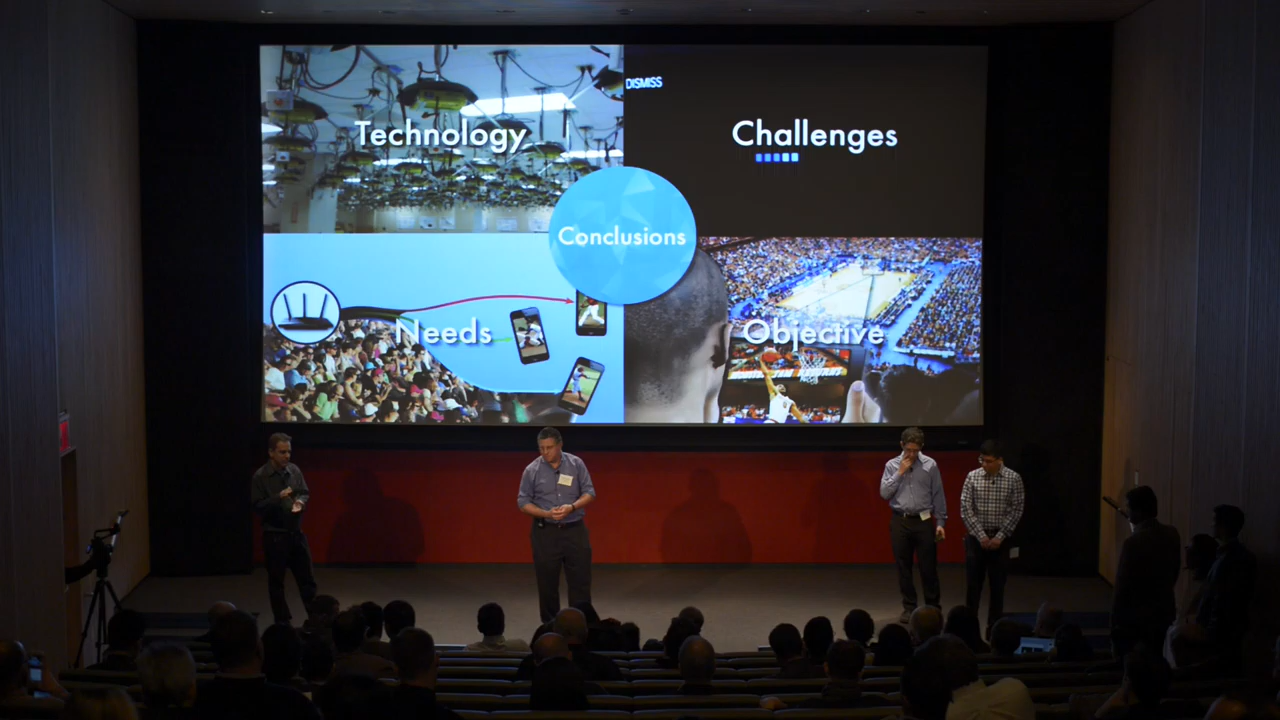 DISMISS
Technology
Challenges
Conclusions
Needs
Objective